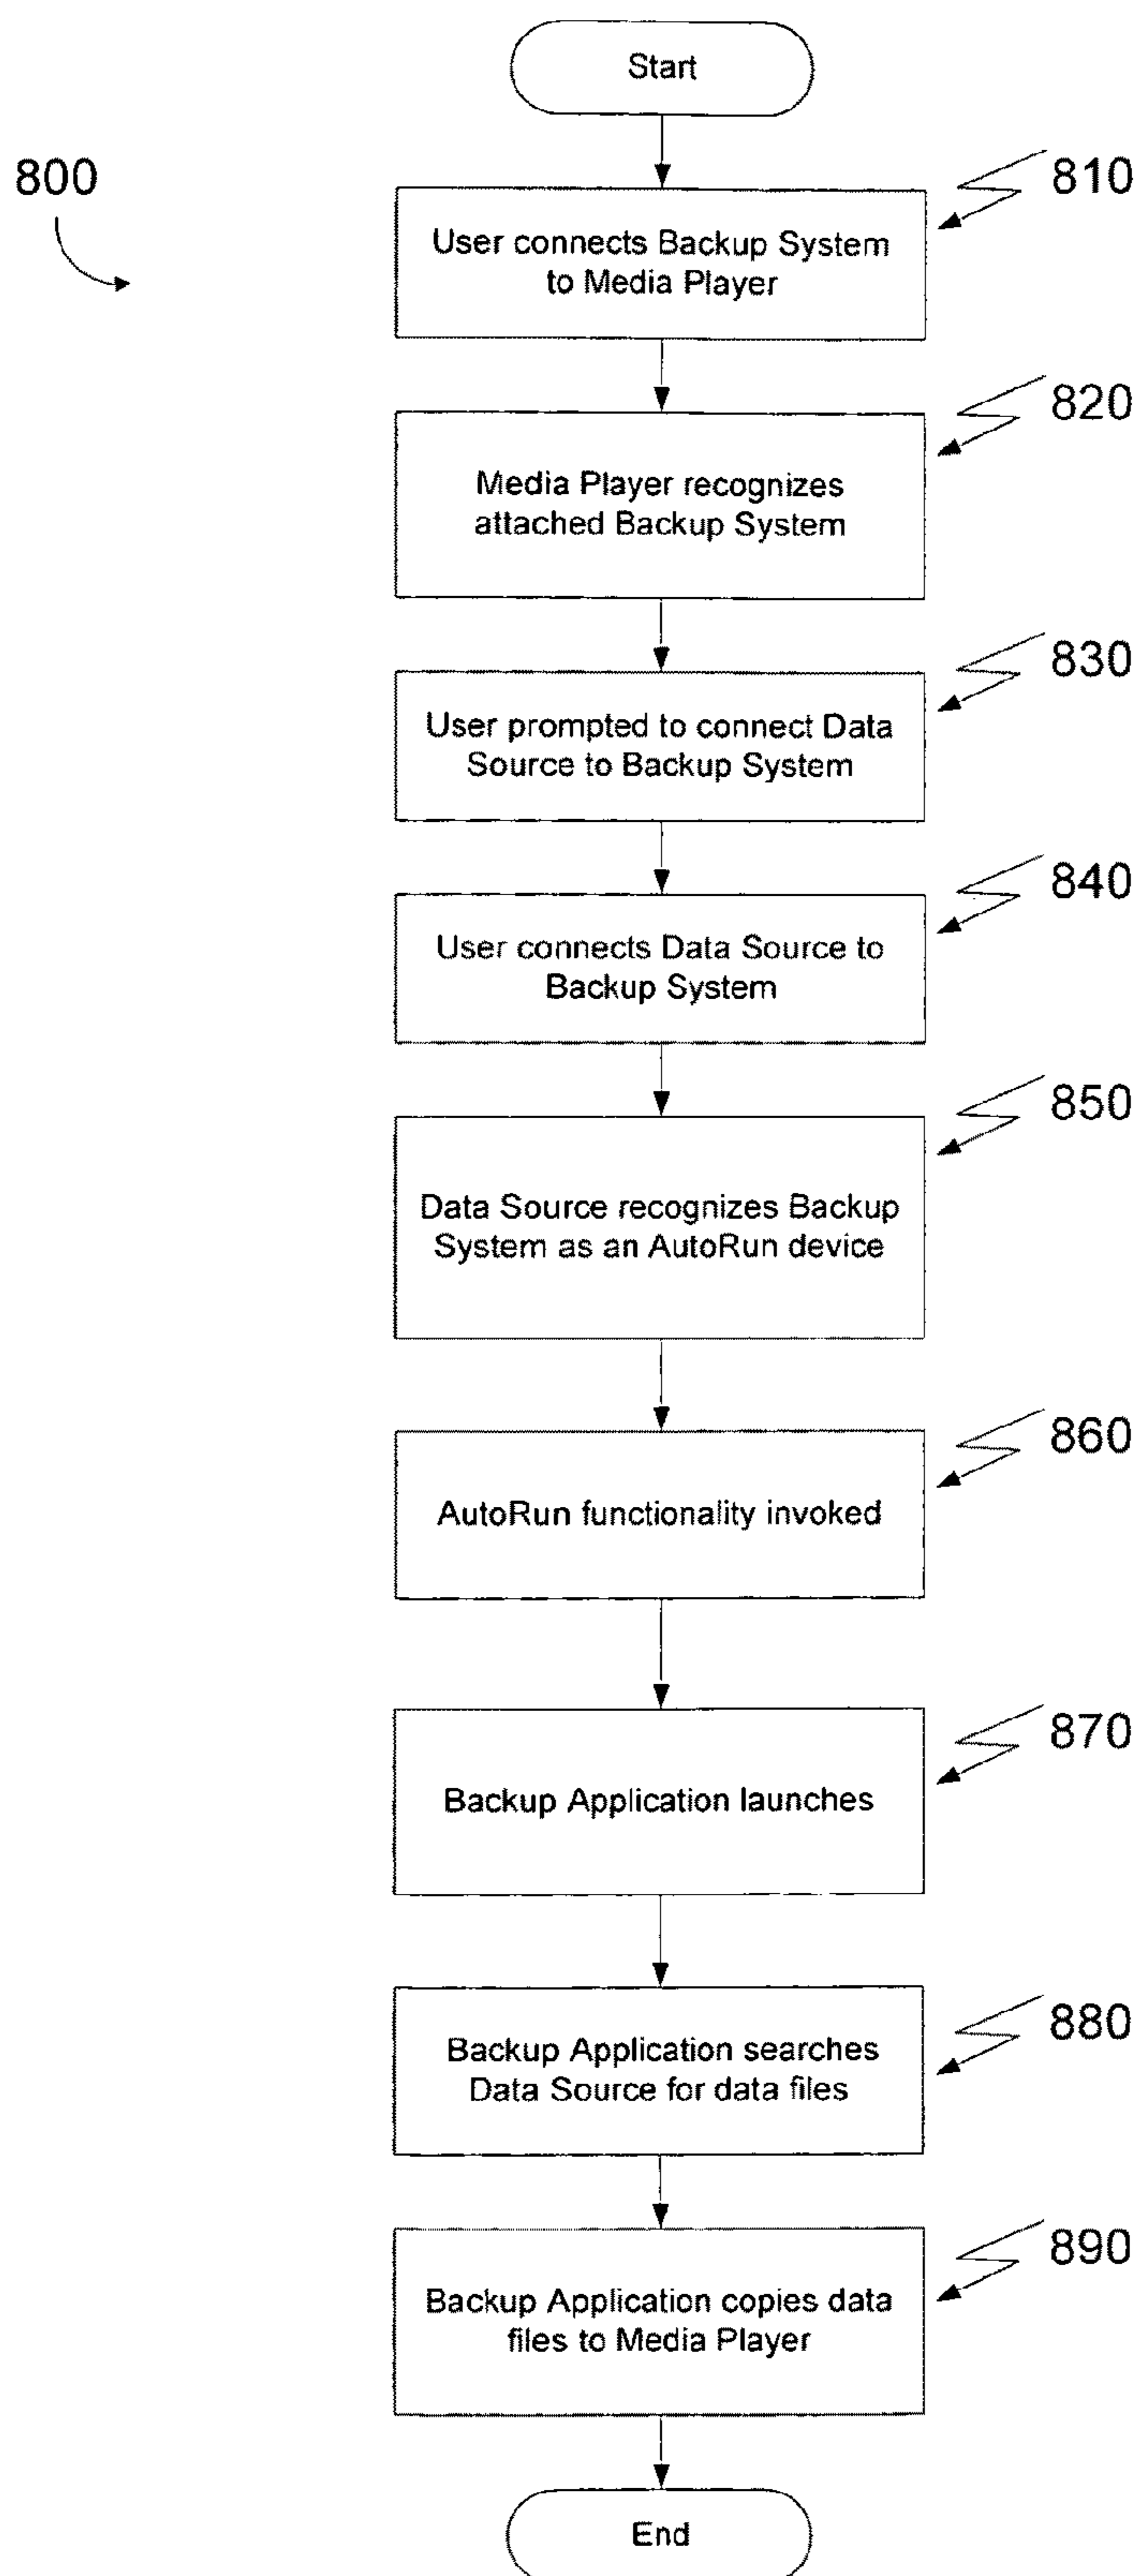 Start
800
810
User connects Backup System
to Media Player
820
Media Player recognizes
attached Backup System
830
User prompted to connect Data
Source to Backup System
840
User connects Data Source to
Backup System
850
Data Source recognizes Backup
System as an AutoRun device
860
AutoRun functionality invoked
870
Backup Application launches
880
Backup Application searches
Data Source for data files
890
Backup Application copies data
files to Media Player
End